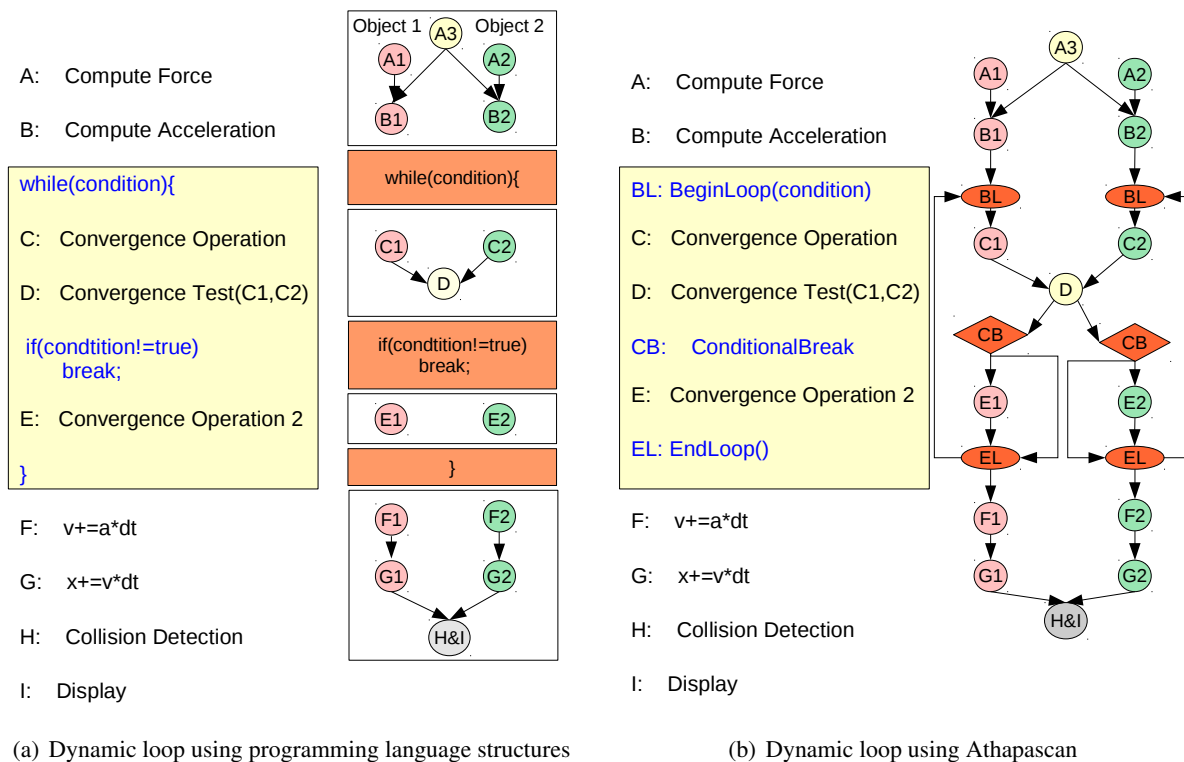 A: Compute Force
B: Compute Acceleration
while(condition){
C: Convergence Operation
D: Convergence Test(C1,C2)
if(condtition!=true)
break;
E: Convergence Operation 2
}
F: v+=a*dt
G: x+=v*dt
H: Collision Detection
I: Display
Object 1
Object 2
A3
A1
A2
B1
B2
while(condition){
C1
C2
D
if(condtition!=true)
break;
E1
E2
}
F1
F2
G1
G2
H&I
(a) Dynamic loop using programming language structures
A: Compute Force
B: Compute Acceleration
BL: BeginLoop(condition)
C: Convergence Operation
D: Convergence Test(C1,C2)
CB: ConditionalBreak
E: Convergence Operation 2
EL: EndLoop()
F: v+=a*dt
G: x+=v*dt
H: Collision Detection
I: Display
A3
A1
A2
B1
B2
BL
BL
C1
C2
D
CB
CB
E1
E2
EL
EL
F1
F2
G1
G2
H&I
(b) Dynamic loop using Athapascan